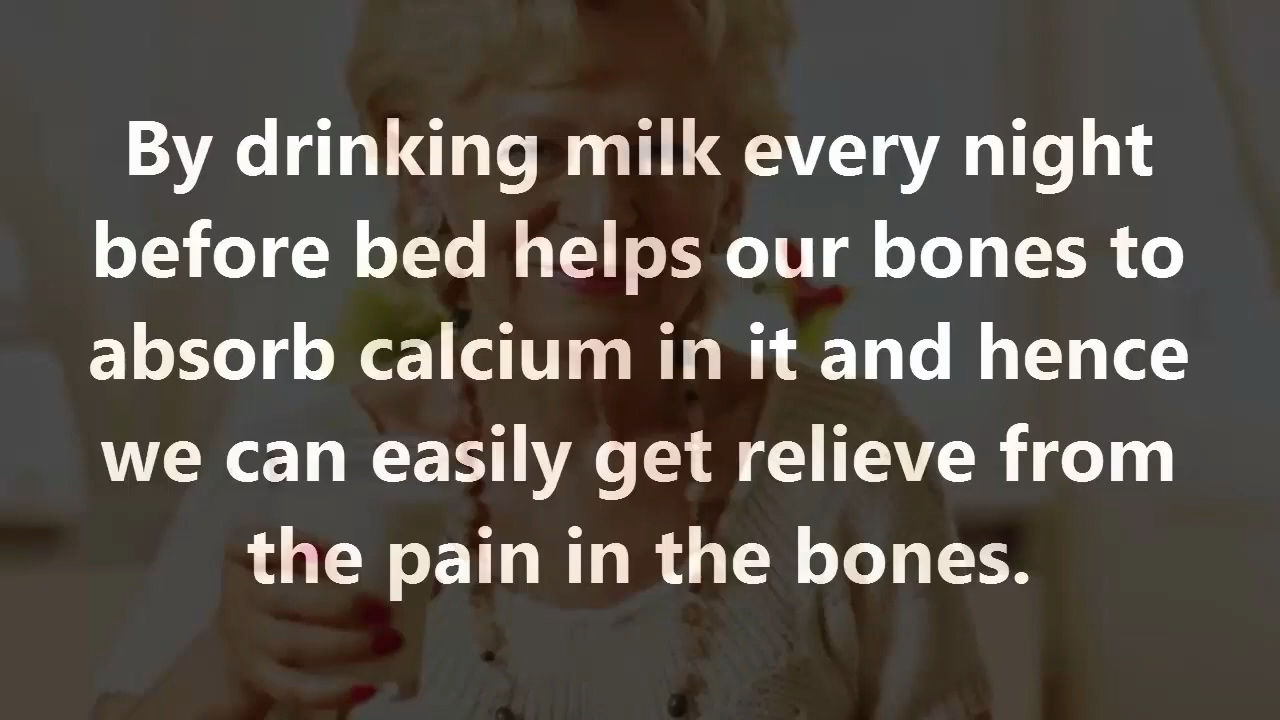 By drinking milk every night
before bed helps our bones to
absorb calcium in it and hence
we can easily get relieve from
the pain in the bones.